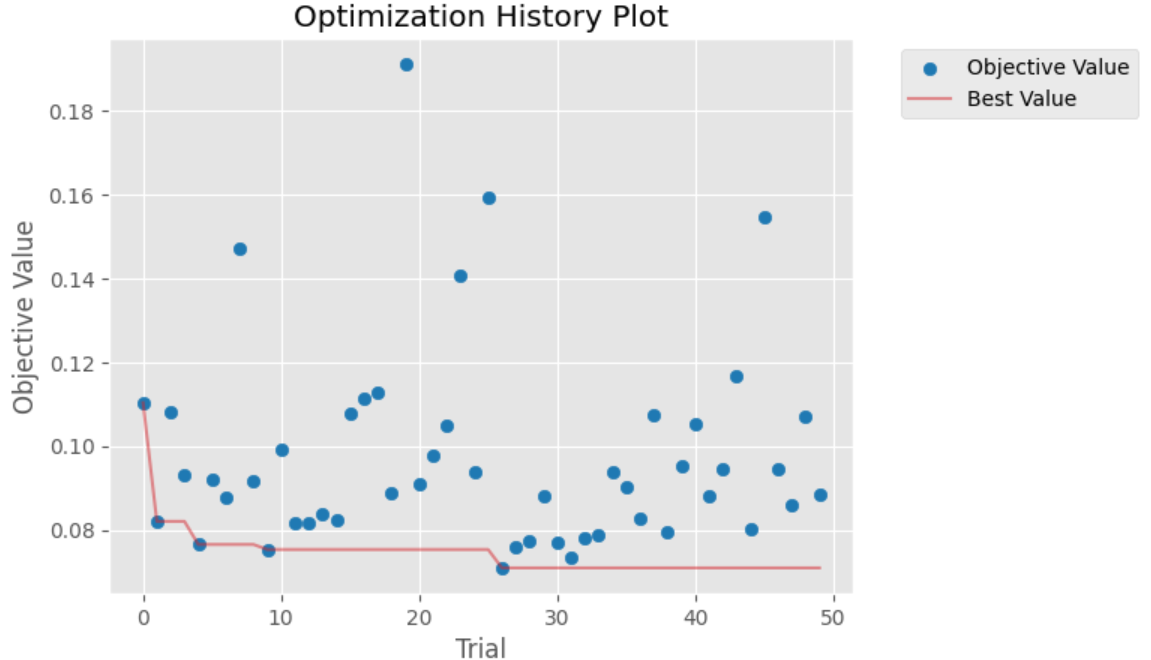 Optimization History Plot
Objective Value
Best Value
Objective Value
0.18
0.16
0.14
0.12
0.10
0.08
0
10
20
30
40
50
Trial